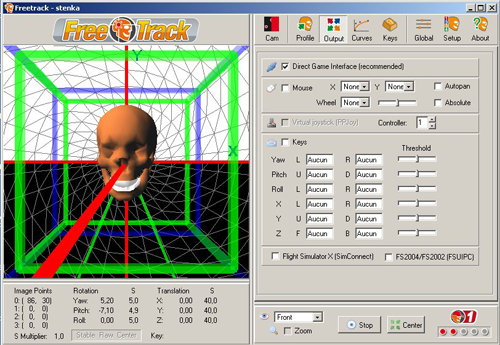 Freetrack - stenka
FreeTrack
Y
X
Image Points Rotation S Translation S
0: ( 86, 30) Yaw: 5,20 5,0 X: 0,00 40,0
1: ( 0, 0) Pitch: -7,10 4,9 Y: 0,00 40,0
2: ( 0, 0) Roll: 0,00 5,0 Z: 0,00 40,0
3: ( 0, 0)
S Multiplier: 1,0 Stable Raw Center Key:
Cam Profile Output Curves Keys Global Setup About
Direct Game Interface (recommended)
Mouse X None Y None Autopan
Wheel None Absolute
Virtual joystick (PPJoy) Controller: 1
Keys Threshold
Yaw L Aucun R Aucun
Pitch U Aucun D Aucun
Roll L Aucun R Aucun
X L Aucun R Aucun
Y U Aucun D Aucun
Z F Aucun B Aucun
Flight Simulator X (SimConnect) FS2004/FS2002 (FSUIPC)
Front
Zoom
Stop
Center
1